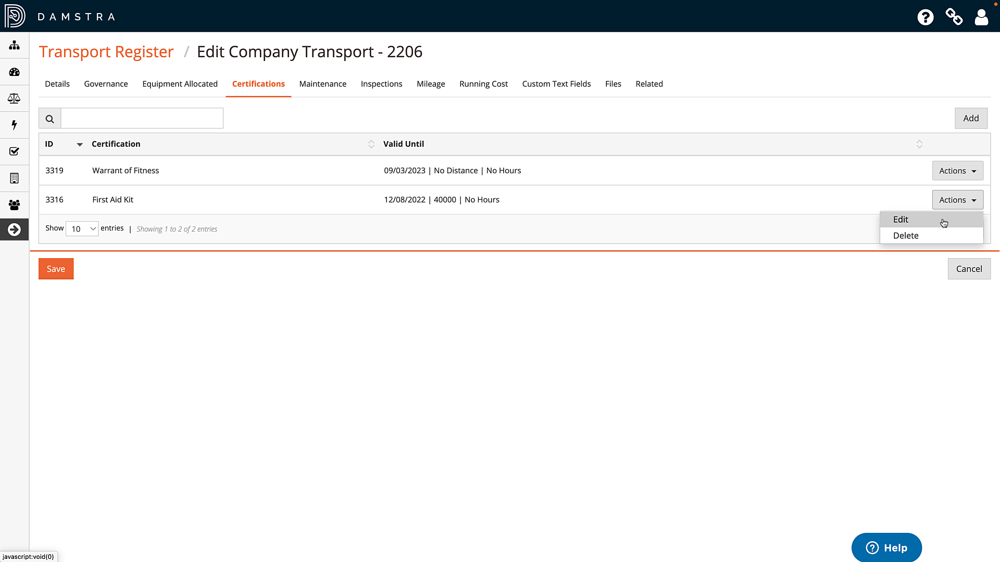 DAMSTRA
Transport Register / Edit Company Transport - 2206
Details Governance Equipment Allocated Certifications Maintenance Inspections Mileage Running Cost Custom Text Fields Files Related
Add
ID Certification Valid Until
3319 Warrant of Fitness 09/03/2023 | No Distance | No Hours Actions
3316 First Aid Kit 12/08/2022 | 40000 | No Hours Actions
Edit
Delete
Show 10 entries | Showing 1 to 2 of 2 entries
Save Cancel
? Help
javascript:void(0)